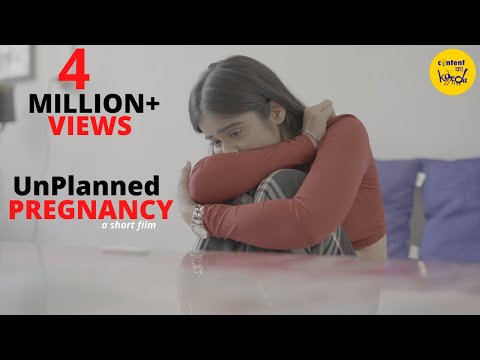 4
MILLION+
VIEWS
UnPlanned
PREGNANCY
a short film
content
का